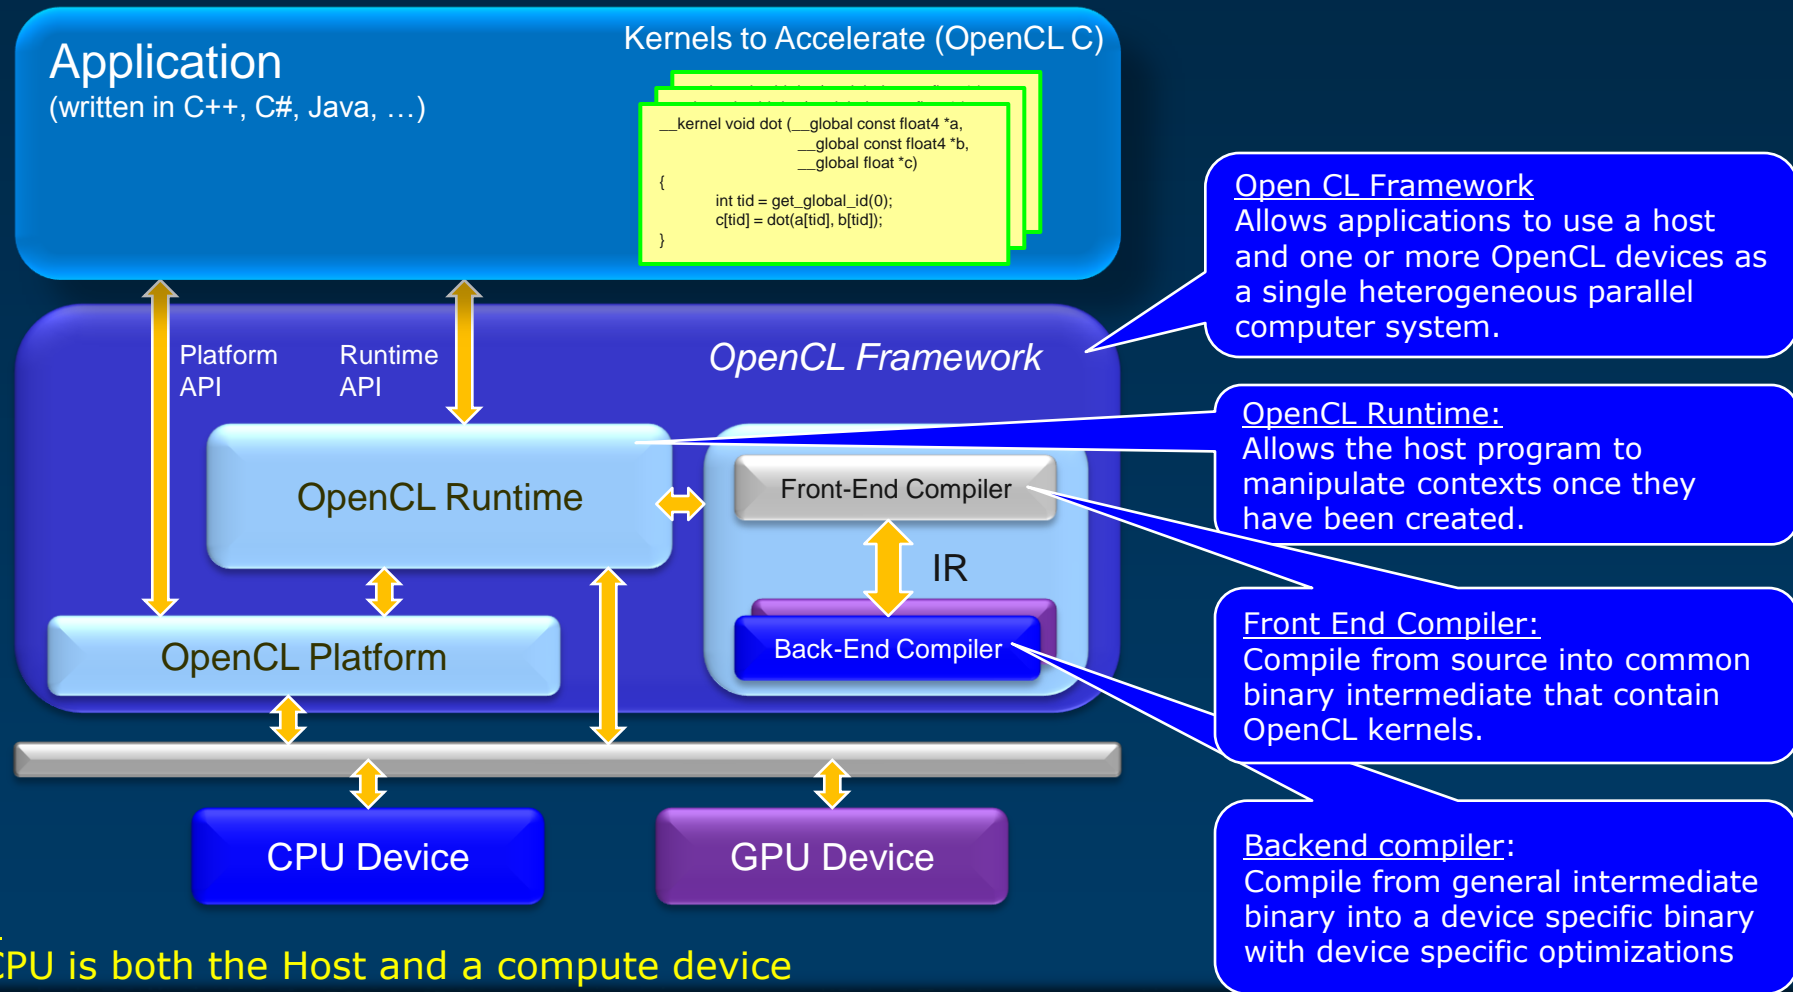 Application
(written in C++, C#, Java, …)
Kernels to Accelerate (OpenCL C)
__kernel void dot (__global const float4 *a,
__global const float4 *b,
__global float *c)
{
int tid = get_global_id(0);
c[tid] = dot(a[tid], b[tid]);
}
Platform
API
Runtime
API
OpenCL Framework
OpenCL Runtime
Front-End Compiler
IR
Back-End Compiler
OpenCL Platform
CPU Device
GPU Device
Open CL Framework
Allows applications to use a host
and one or more OpenCL devices as
a single heterogeneous parallel
computer system.
OpenCL Runtime:
Allows the host program to
manipulate contexts once they
have been created.
Front End Compiler:
Compile from source into common
binary intermediate that contain
OpenCL kernels.
Backend compiler:
Compile from general intermediate
binary into a device specific binary
with device specific optimizations
CPU is both the Host and a compute device